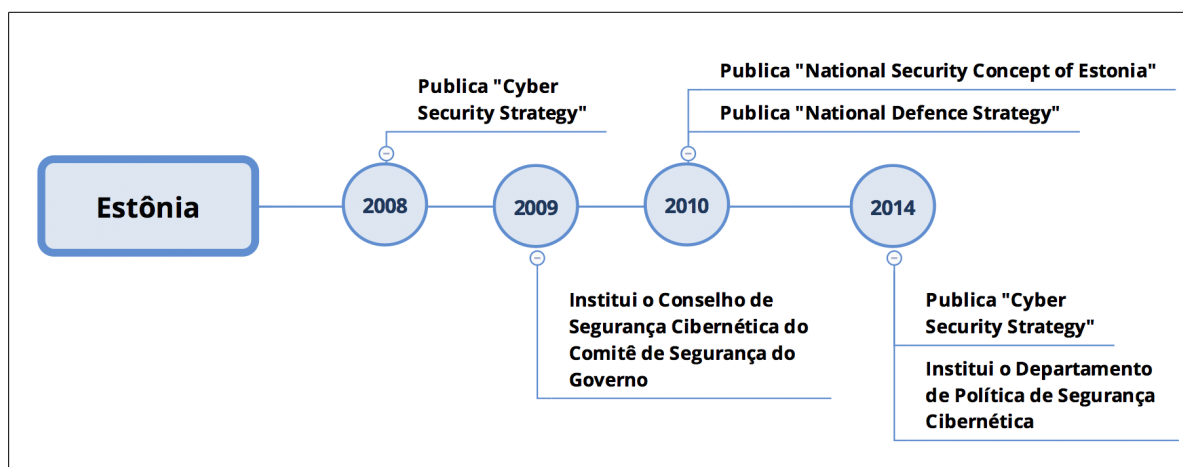 Estônia
2008
Publica "Cyber
Security Strategy"
2009
Institui o Conselho de
Segurança Cibernética do
Comitê de Segurança do
Governo
2010
Publica "National Security Concept of Estonia"
Publica "National Defence Strategy"
2014
Publica "Cyber
Security Strategy"
Institui o Departamento
de Política de Segurança
Cibernética